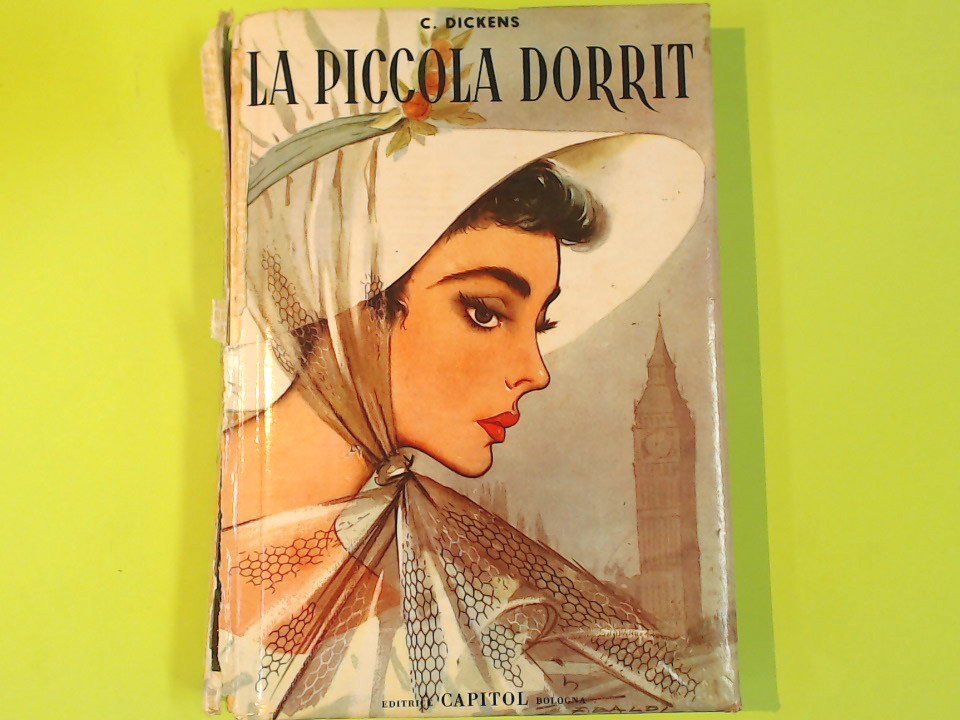 C. DICKENS
LA PICCOLA DORRIT
EDITRICE CAPITOL BOLOGNA